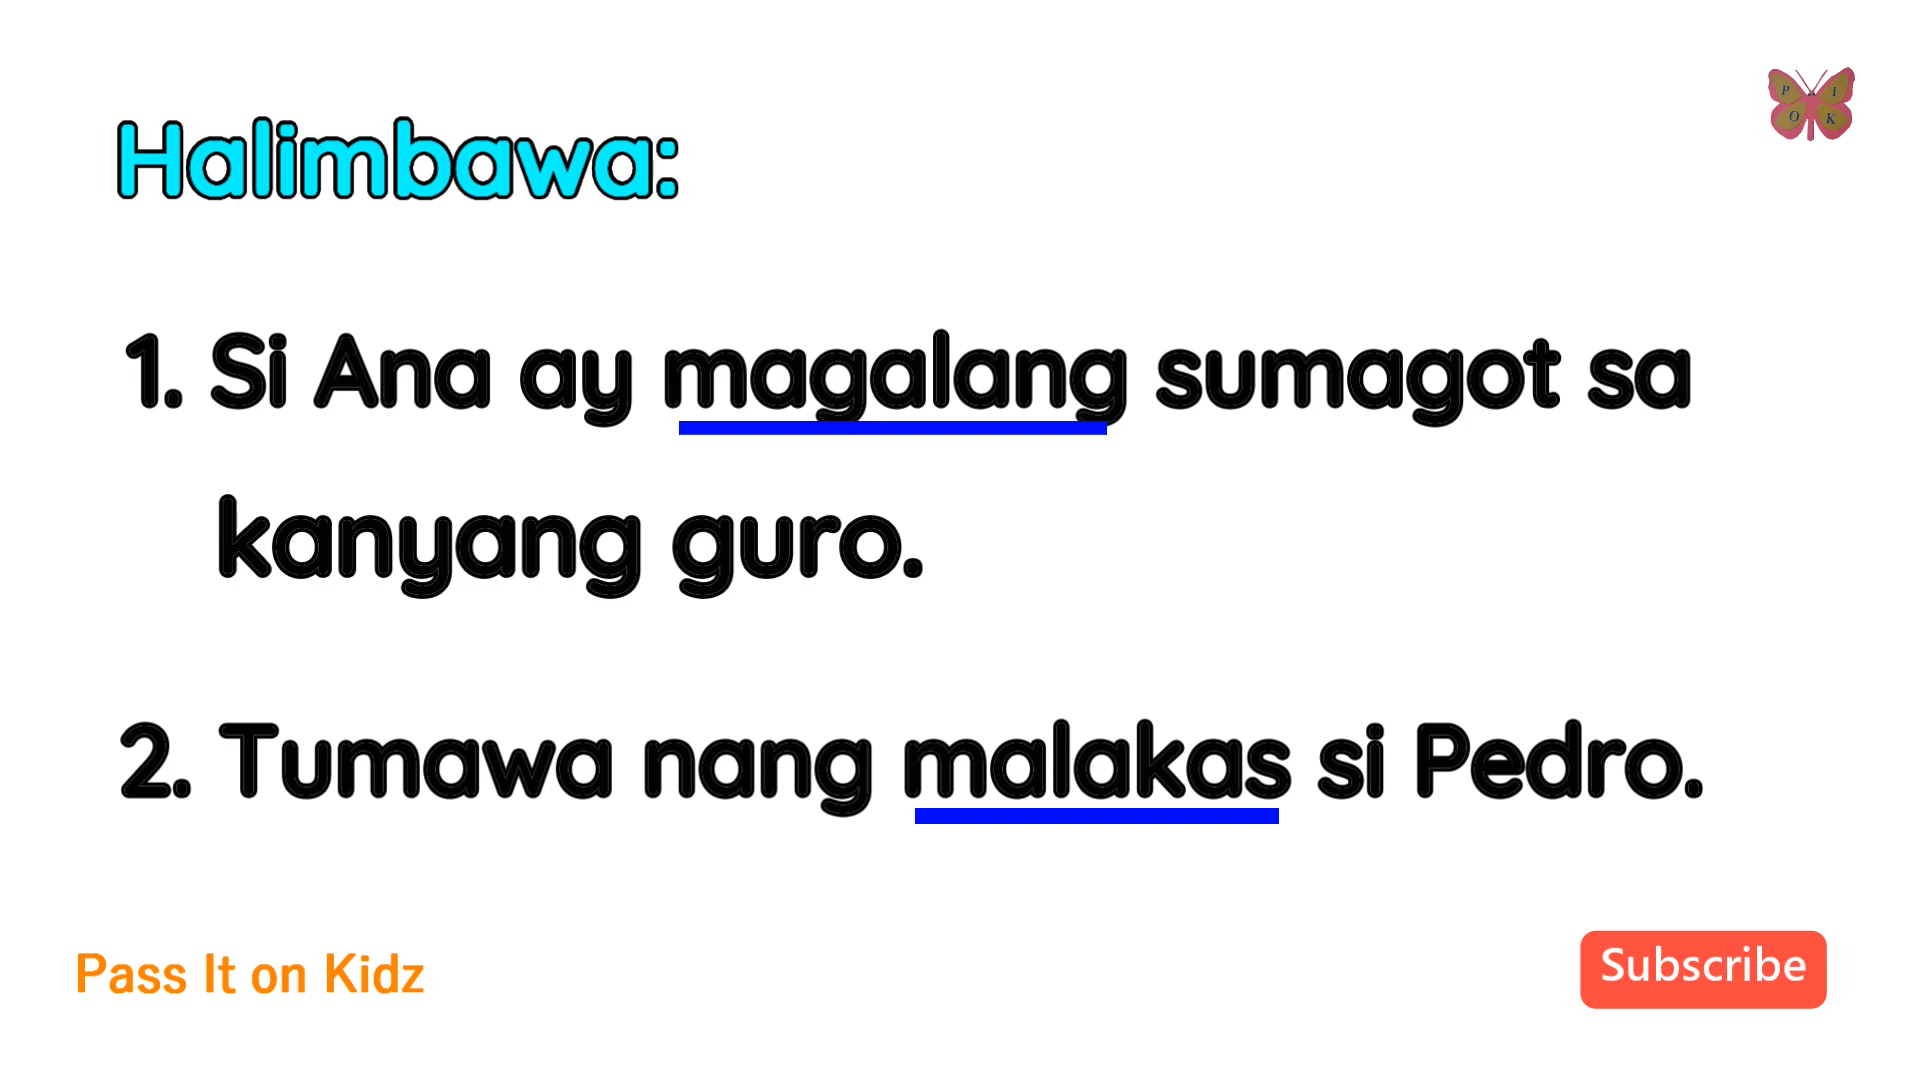 P I
O K
Halimbawa:
1. Si Ana ay magalang sumagot sa
kanyang guro.
2. Tumawa nang malakas si Pedro.
Pass It on Kidz
Subscribe